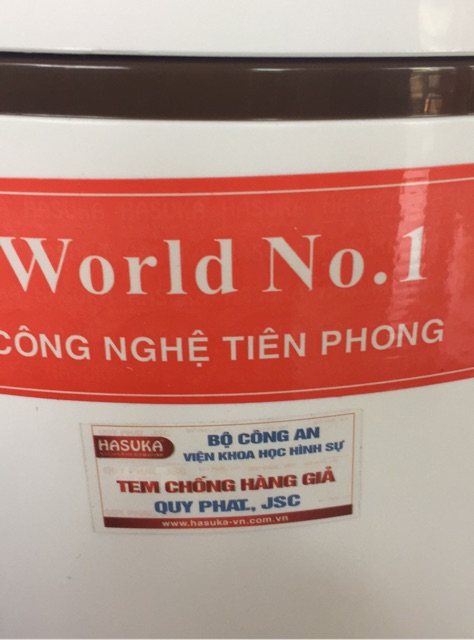 World No.1
CÔNG NGHỆ TIÊN PHONG
HASUKA
BỘ CÔNG AN
VIỆN KHOA HỌC HÌNH SỰ
TEM CHỐNG HÀNG GIẢ
QUY PHAT., JSC
www.hasuka-vn.com.vn